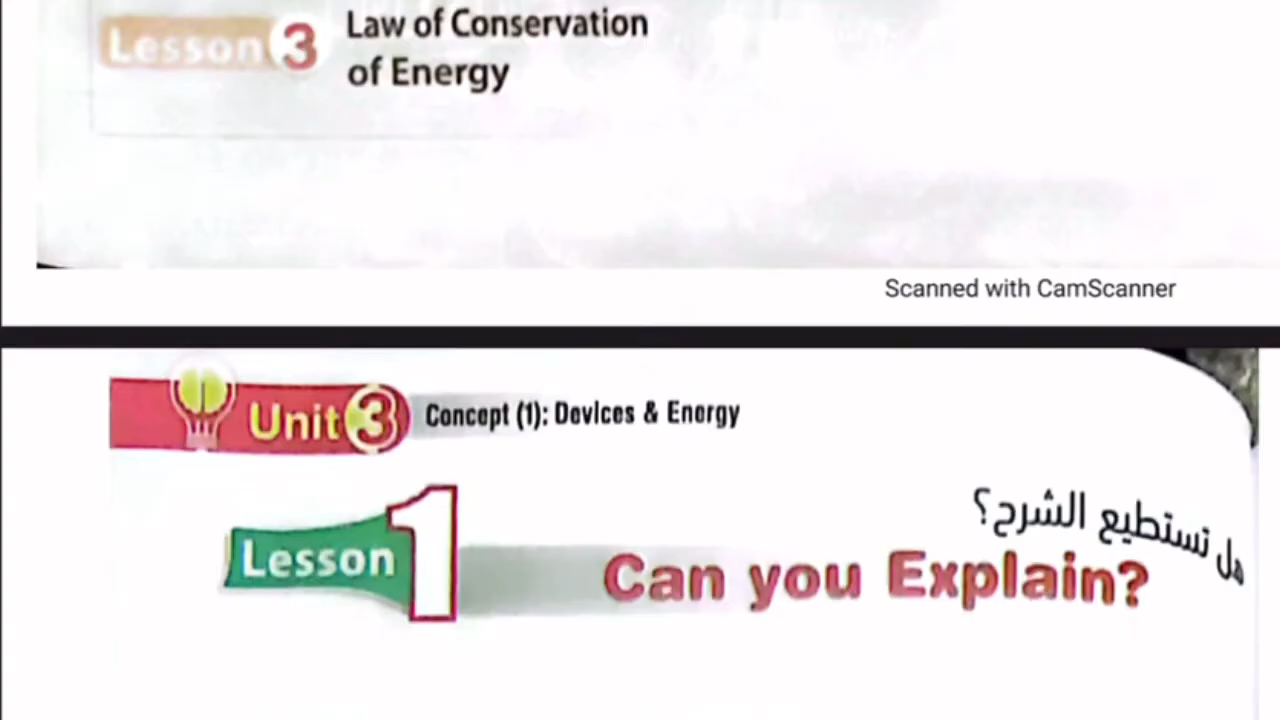 Lesson 3 Law of Conservation
of Energy
Scanned with CamScanner
Unit 3 Concept (1): Devices & Energy
هل تستطيع الشرح؟
Lesson 1 Can you Explain?